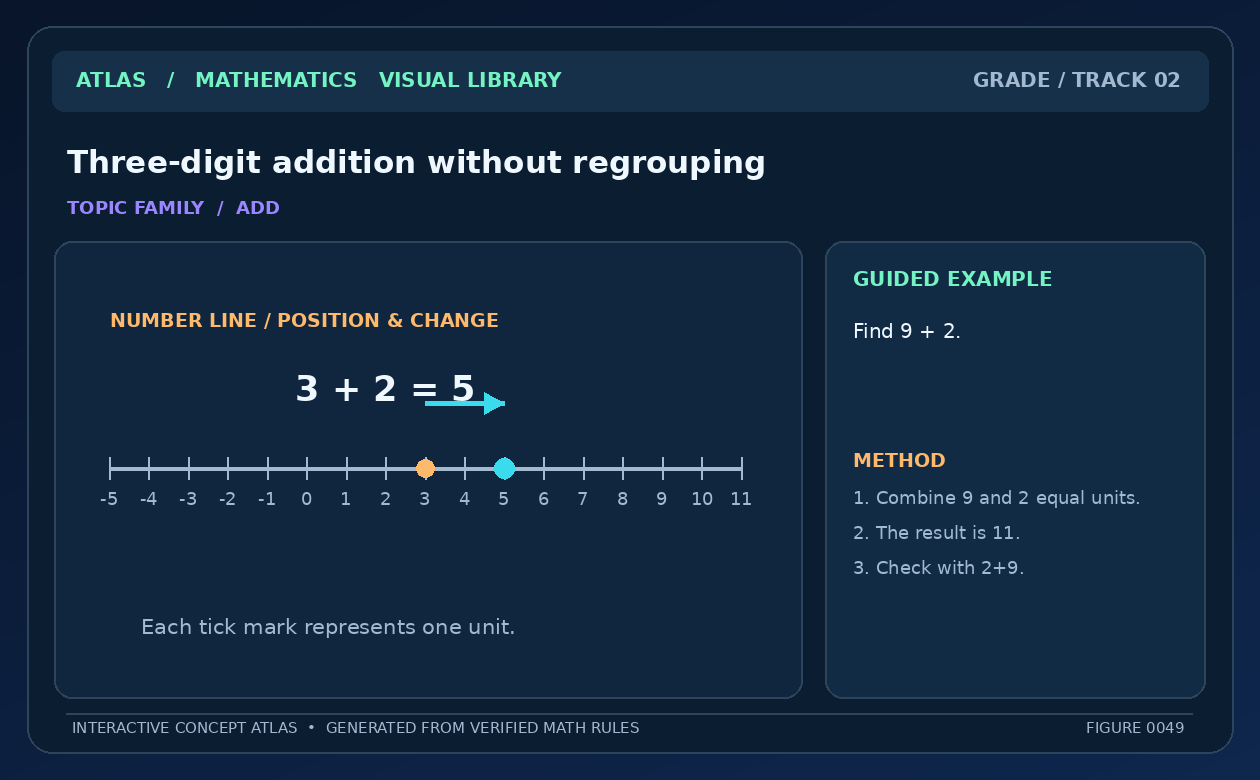 ATLAS / MATHEMATICS VISUAL LIBRARY
GRADE / TRACK 02
Three-digit addition without regrouping
TOPIC FAMILY / ADD
NUMBER LINE / POSITION & CHANGE
3 + 2 = 5
-5 -4 -3 -2 -1 0 1 2 3 4 5 6 7 8 9 10 11
Each tick mark represents one unit.
GUIDED EXAMPLE
Find 9 + 2.
METHOD
1. Combine 9 and 2 equal units.
2. The result is 11.
3. Check with 2+9.
INTERACTIVE CONCEPT ATLAS • GENERATED FROM VERIFIED MATH RULES
FIGURE 0049